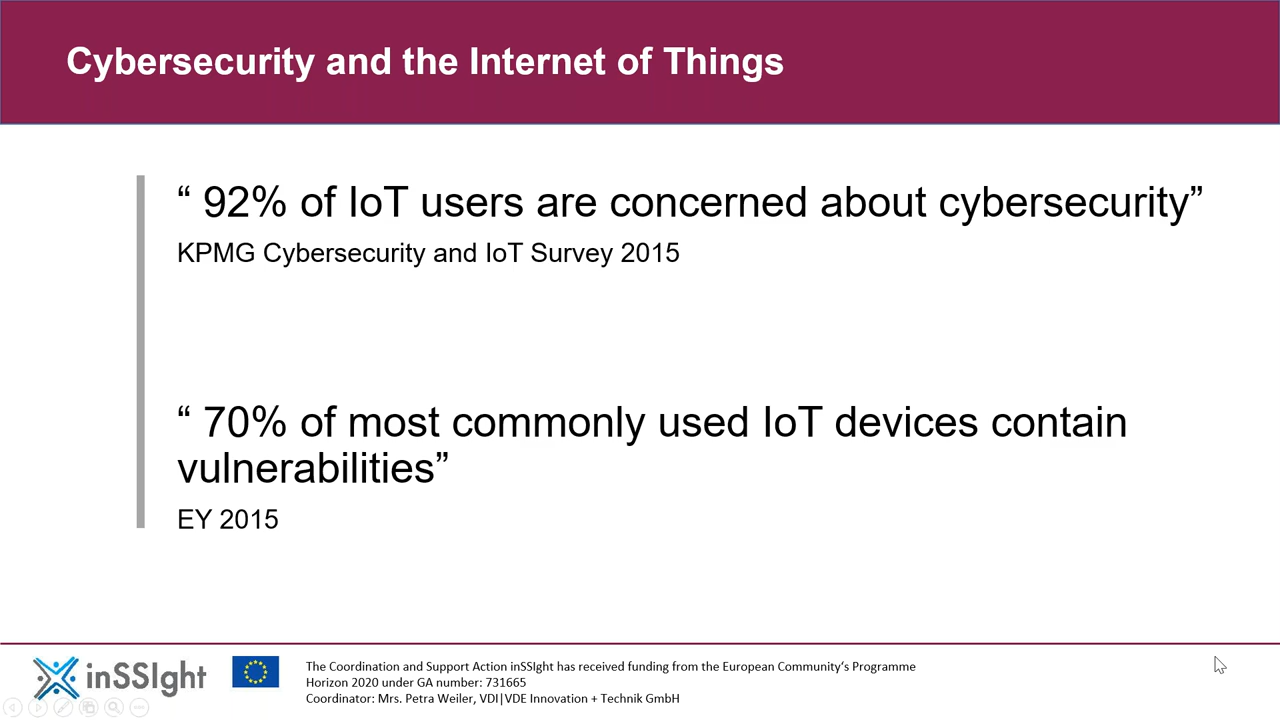 Cybersecurity and the Internet of Things
“ 92% of IoT users are concerned about cybersecurity”
KPMG Cybersecurity and IoT Survey 2015
“ 70% of most commonly used IoT devices contain
vulnerabilities”
EY 2015
inSSIght
The Coordination and Support Action inSSIght has received funding from the European Community’s Programme
Horizon 2020 under GA number: 731665
Coordinator: Mrs. Petra Weiler, VDI|VDE Innovation + Technik GmbH